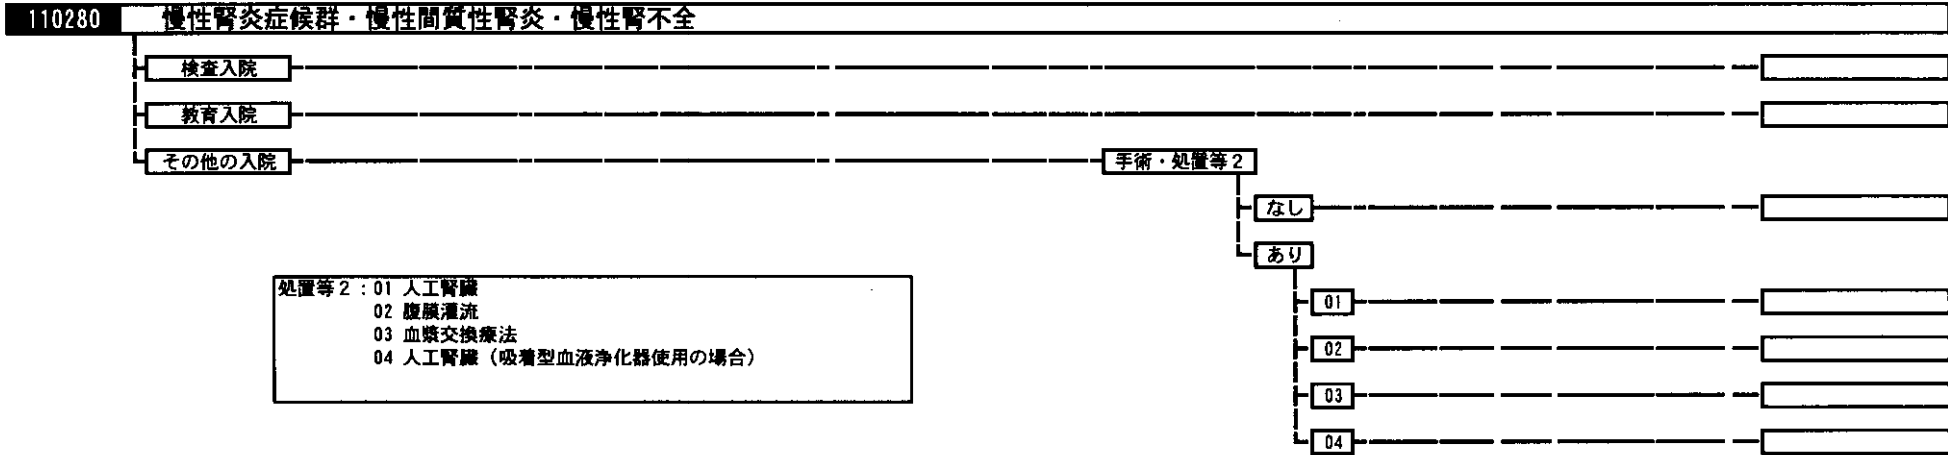 110280 慢性腎炎症候群・慢性間質性腎炎・慢性腎不全
検査入院
教育入院
その他の入院 手術・処置等2
なし
あり
処置等2:01 人工腎臓
02 腹膜灌流
03 血漿交換療法
04 人工腎臓(吸着型血液浄化器使用の場合)
01
02
03
04